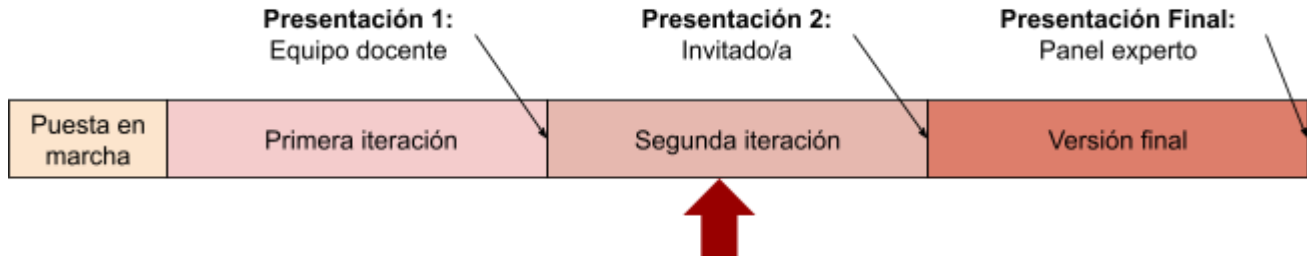 Presentación 1:
Equipo docente
Presentación 2:
Invitado/a
Presentación Final:
Panel experto
Puesta en
marcha
Primera iteración
Segunda iteración
Versión final